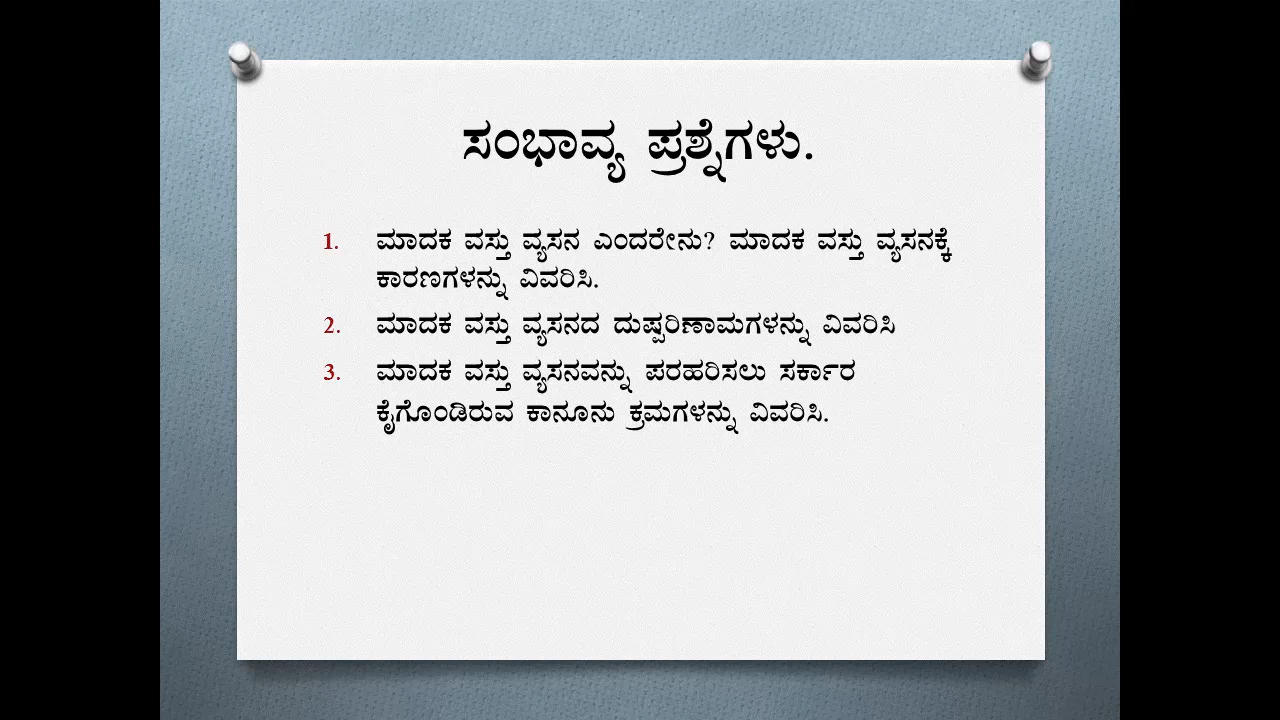 ಸಂಭಾವ್ಯ ಪ್ರಶ್ನೆಗಳು.
1. ಮಾದಕ ವಸ್ತು ವ್ಯಸನ ಎಂದರೇನು? ಮಾದಕ ವಸ್ತು ವ್ಯಸನಕ್ಕೆ
ಕಾರಣಗಳನ್ನು ವಿವರಿಸಿ.
2. ಮಾದಕ ವಸ್ತು ವ್ಯಸನದ ದುಷ್ಪರಿಣಾಮಗಳನ್ನು ವಿವರಿಸಿ
3. ಮಾದಕ ವಸ್ತು ವ್ಯಸನವನ್ನು ಪರಹರಿಸಲು ಸರ್ಕಾರ
ಕೈಗೊಂಡಿರುವ ಕಾನೂನು ಕ್ರಮಗಳನ್ನು ವಿವರಿಸಿ.